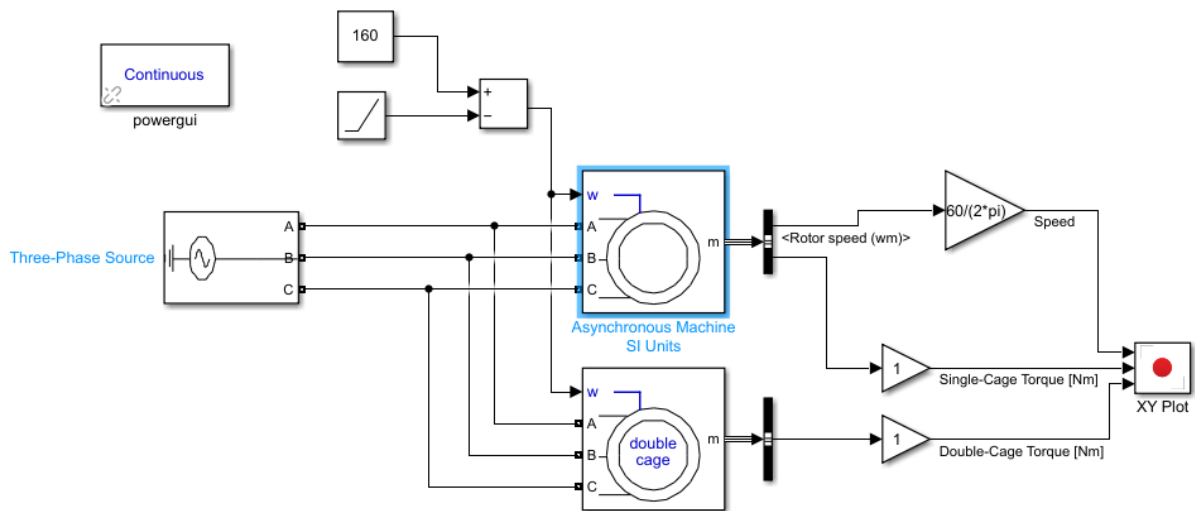 160
Continuous
powergui
+
−
w
A
B
C
m
A
B
C
Three-Phase Source
<Rotor speed (wm)>
60/(2*pi)
Speed
Asynchronous Machine
SI Units
w
A
B
C
double
cage
m
1
Single-Cage Torque [Nm]
1
Double-Cage Torque [Nm]
XY Plot